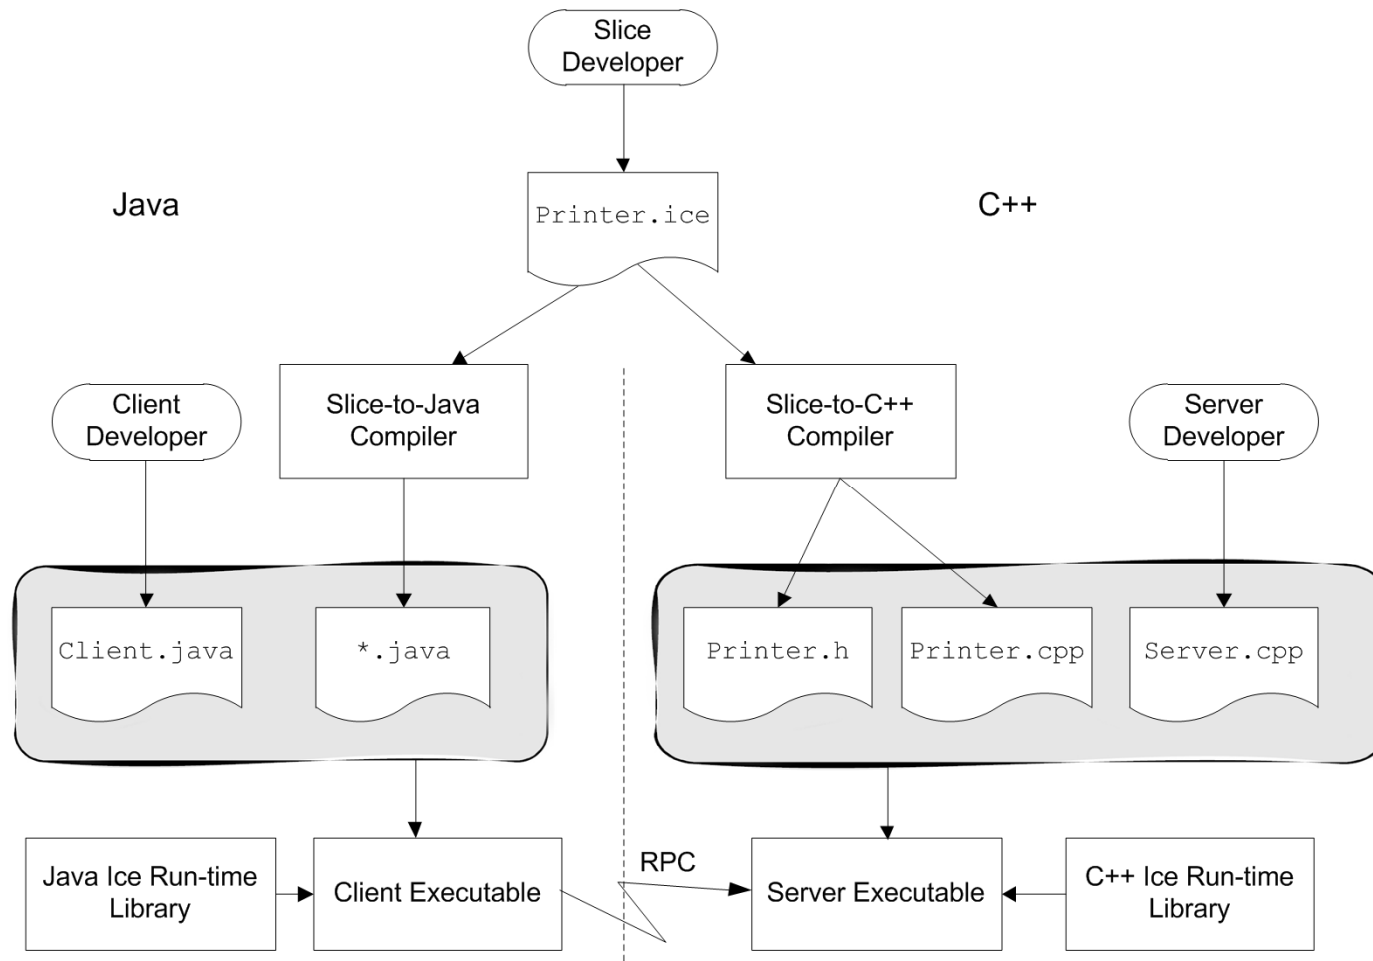 Slice
Developer
Java
Printer.ice
C++
Client
Developer
Slice-to-Java
Compiler
Slice-to-C++
Compiler
Server
Developer
Client.java
*.java
Printer.h
Printer.cpp
Server.cpp
Java Ice Run-time
Library
Client Executable
RPC
Server Executable
C++ Ice Run-time
Library